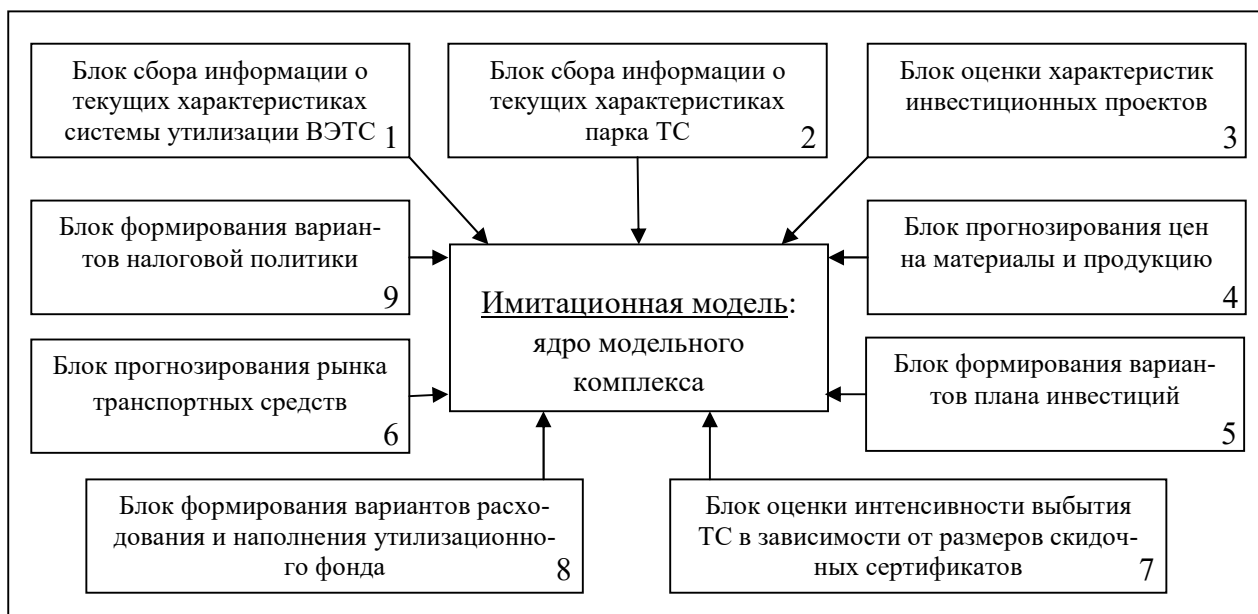 Блок сбора информации о
текущих характеристиках
системы утилизации ВЭТС
1
Блок сбора информации о
текущих характеристиках
парка ТС
2
Блок оценки характеристик
инвестиционных проектов
3
Блок формирования вариан-
тов налоговой политики
9
Имитационная модель:
ядро модельного
комплекса
Блок прогнозирования цен
на материалы и продукцию
4
Блок прогнозирования рынка
транспортных средств
6
Блок формирования вариан-
тов плана инвестиций
5
Блок формирования вариантов расхо-
дования и наполнения утилизационно-
го фонда
8
Блок оценки интенсивности выбытия
ТС в зависимости от размеров скидоч-
ных сертификатов
7